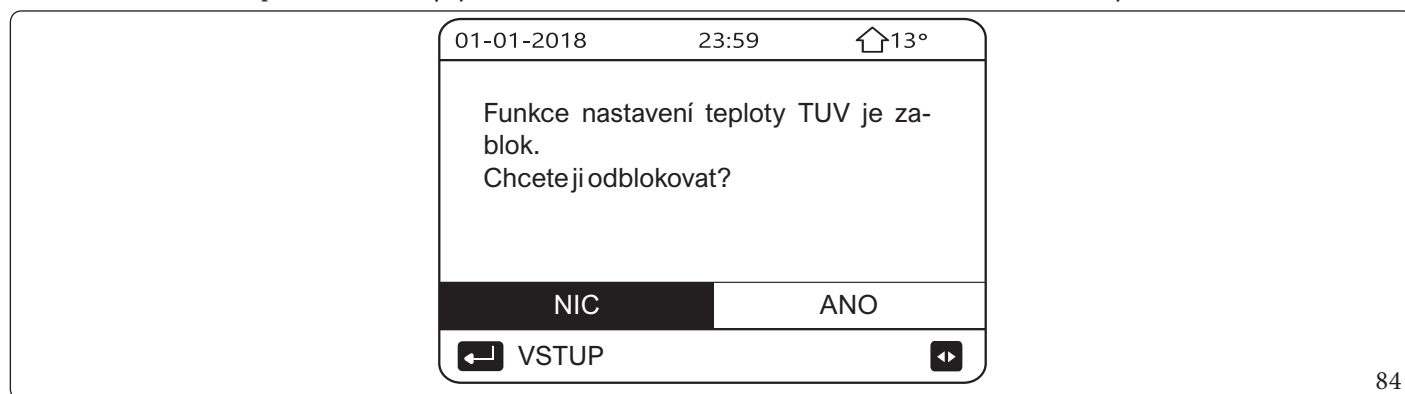 01-01-2018 23:59 13°
Funkce nastavení teploty TUV je za-
blok.
Chcete ji odblokovat?
NIC ANO
VSTUP
84